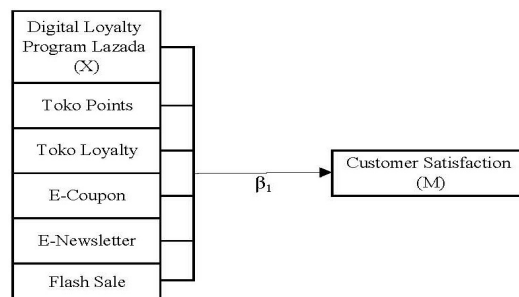 Digital Loyalty
Program Lazada
(X)
Toko Points
Toko Loyalty
E-Coupon
E-Newsletter
Flash Sale
β₁
Customer Satisfaction
(M)